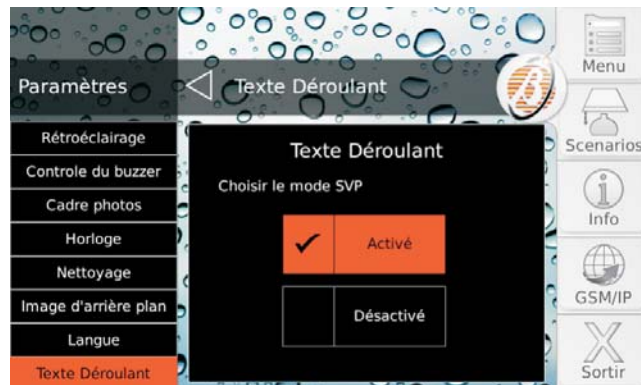 Paramètres
Texte Déroulant
Menu
Scenarios
Info
GSM/IP
Sortir
Rétroéclairage
Controle du buzzer
Cadre photos
Horloge
Nettoyage
Image d'arrière plan
Langue
Texte Déroulant
Texte Déroulant
Choisir le mode SVP
Activé
Désactivé